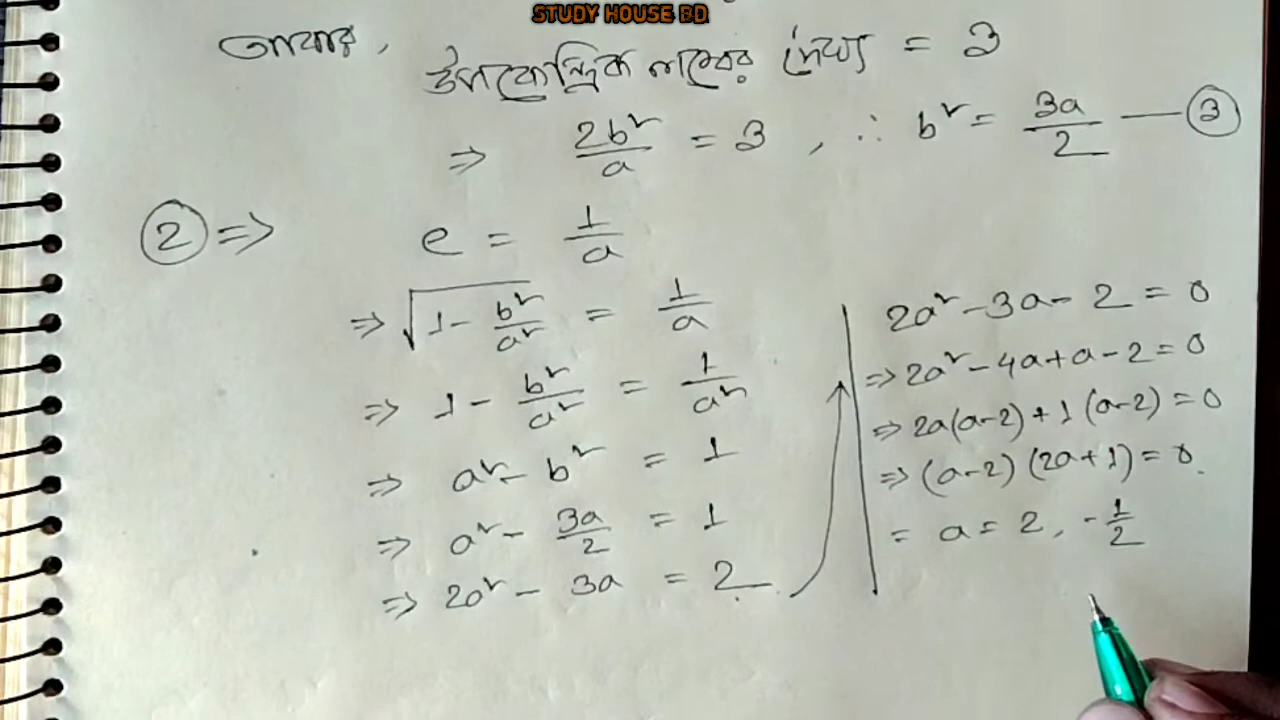 STUDY HOUSE BD
আবার,
উপকেন্দ্রিক লম্বের দৈর্ঘ্য = 3
⇒ 2b²/a = 3, ∴ b² = 3a/2 — ③
② ⇒ e = 1/a
⇒ √(1 - b²/a²) = 1/a
⇒ 1 - b²/a² = 1/a²
⇒ a² - b² = 1
⇒ a² - 3a/2 = 1
⇒ 2a² - 3a = 2
2a² - 3a - 2 = 0
⇒ 2a² - 4a + a - 2 = 0
⇒ 2a(a-2) + 1(a-2) = 0
⇒ (a-2)(2a+1) = 0
= a = 2, -1/2